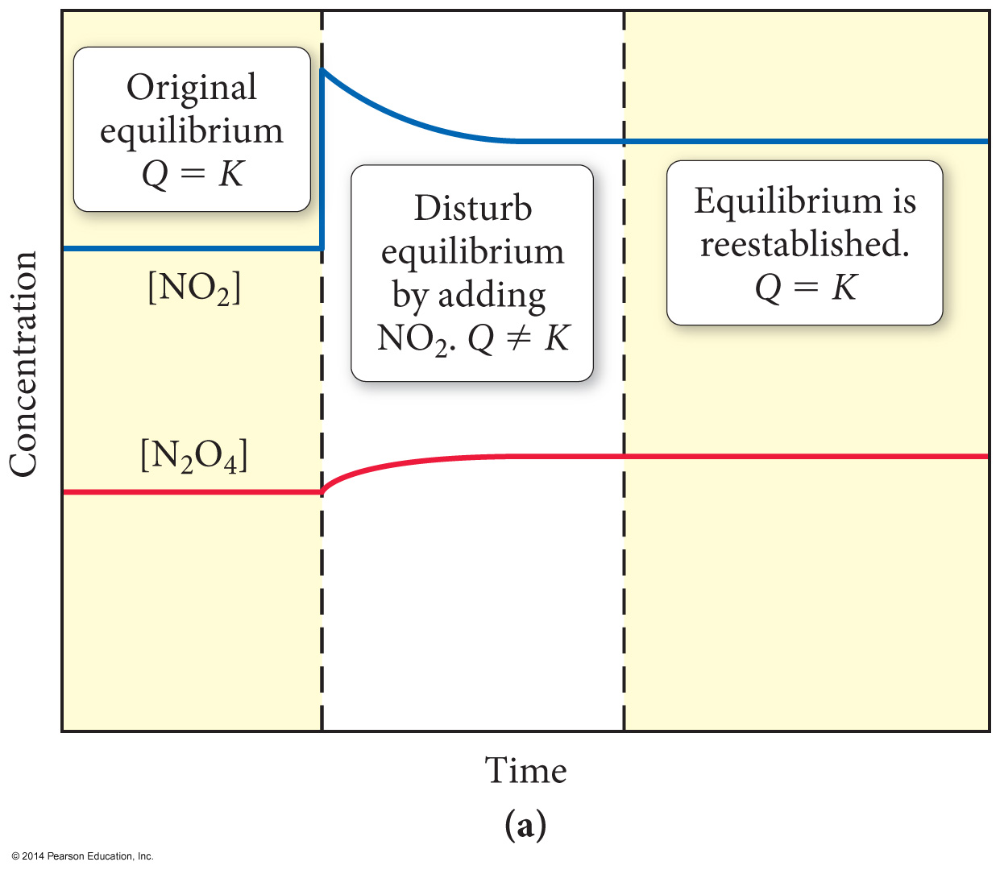 Original
equilibrium
Q = K
[NO₂]
[N₂O₄]
Disturb
equilibrium
by adding
NO₂. Q ≠ K
Equilibrium is
reestablished.
Q = K
Concentration
Time
(a)
© 2014 Pearson Education, Inc.